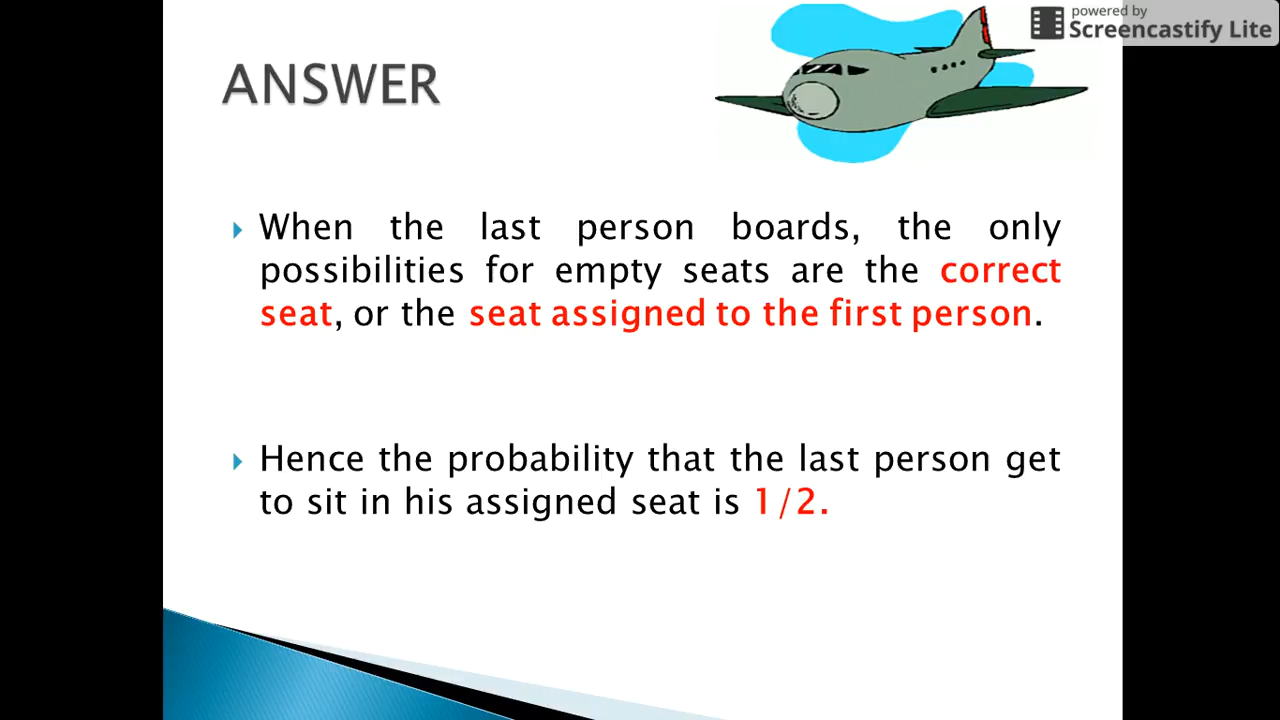 powered by
Screencastify Lite
ANSWER
When the last person boards, the only
possibilities for empty seats are the correct
seat, or the seat assigned to the first person.
Hence the probability that the last person get
to sit in his assigned seat is 1/2.